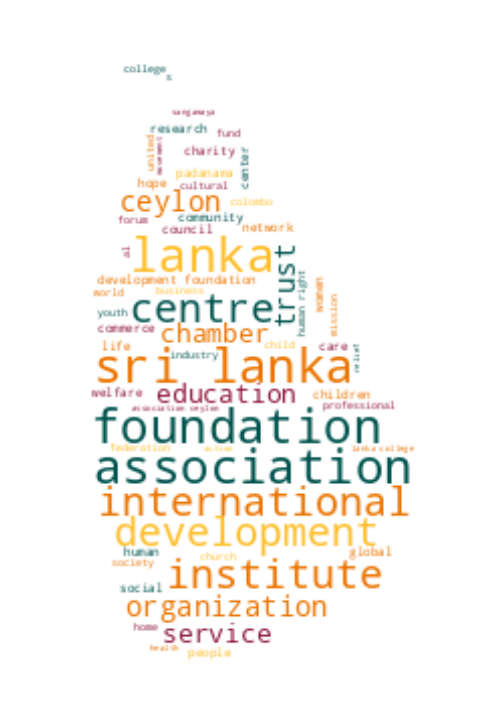 college
s
sangamaya
research
fund
united
movement
charity
center
padanama
hope
cultural
ceylon
colombo
forum
community
council
network
al
lanka
trust
development foundation
human right
women
world
business
mission
youth
centre
commerce
chamber
life
industry
child
care
relief
sri lanka
welfare
education
children
association ceylon
professional
foundation
federation
action
lanka college
association
international
development
human
church
global
society
social
institute
organization
home
service
health
people